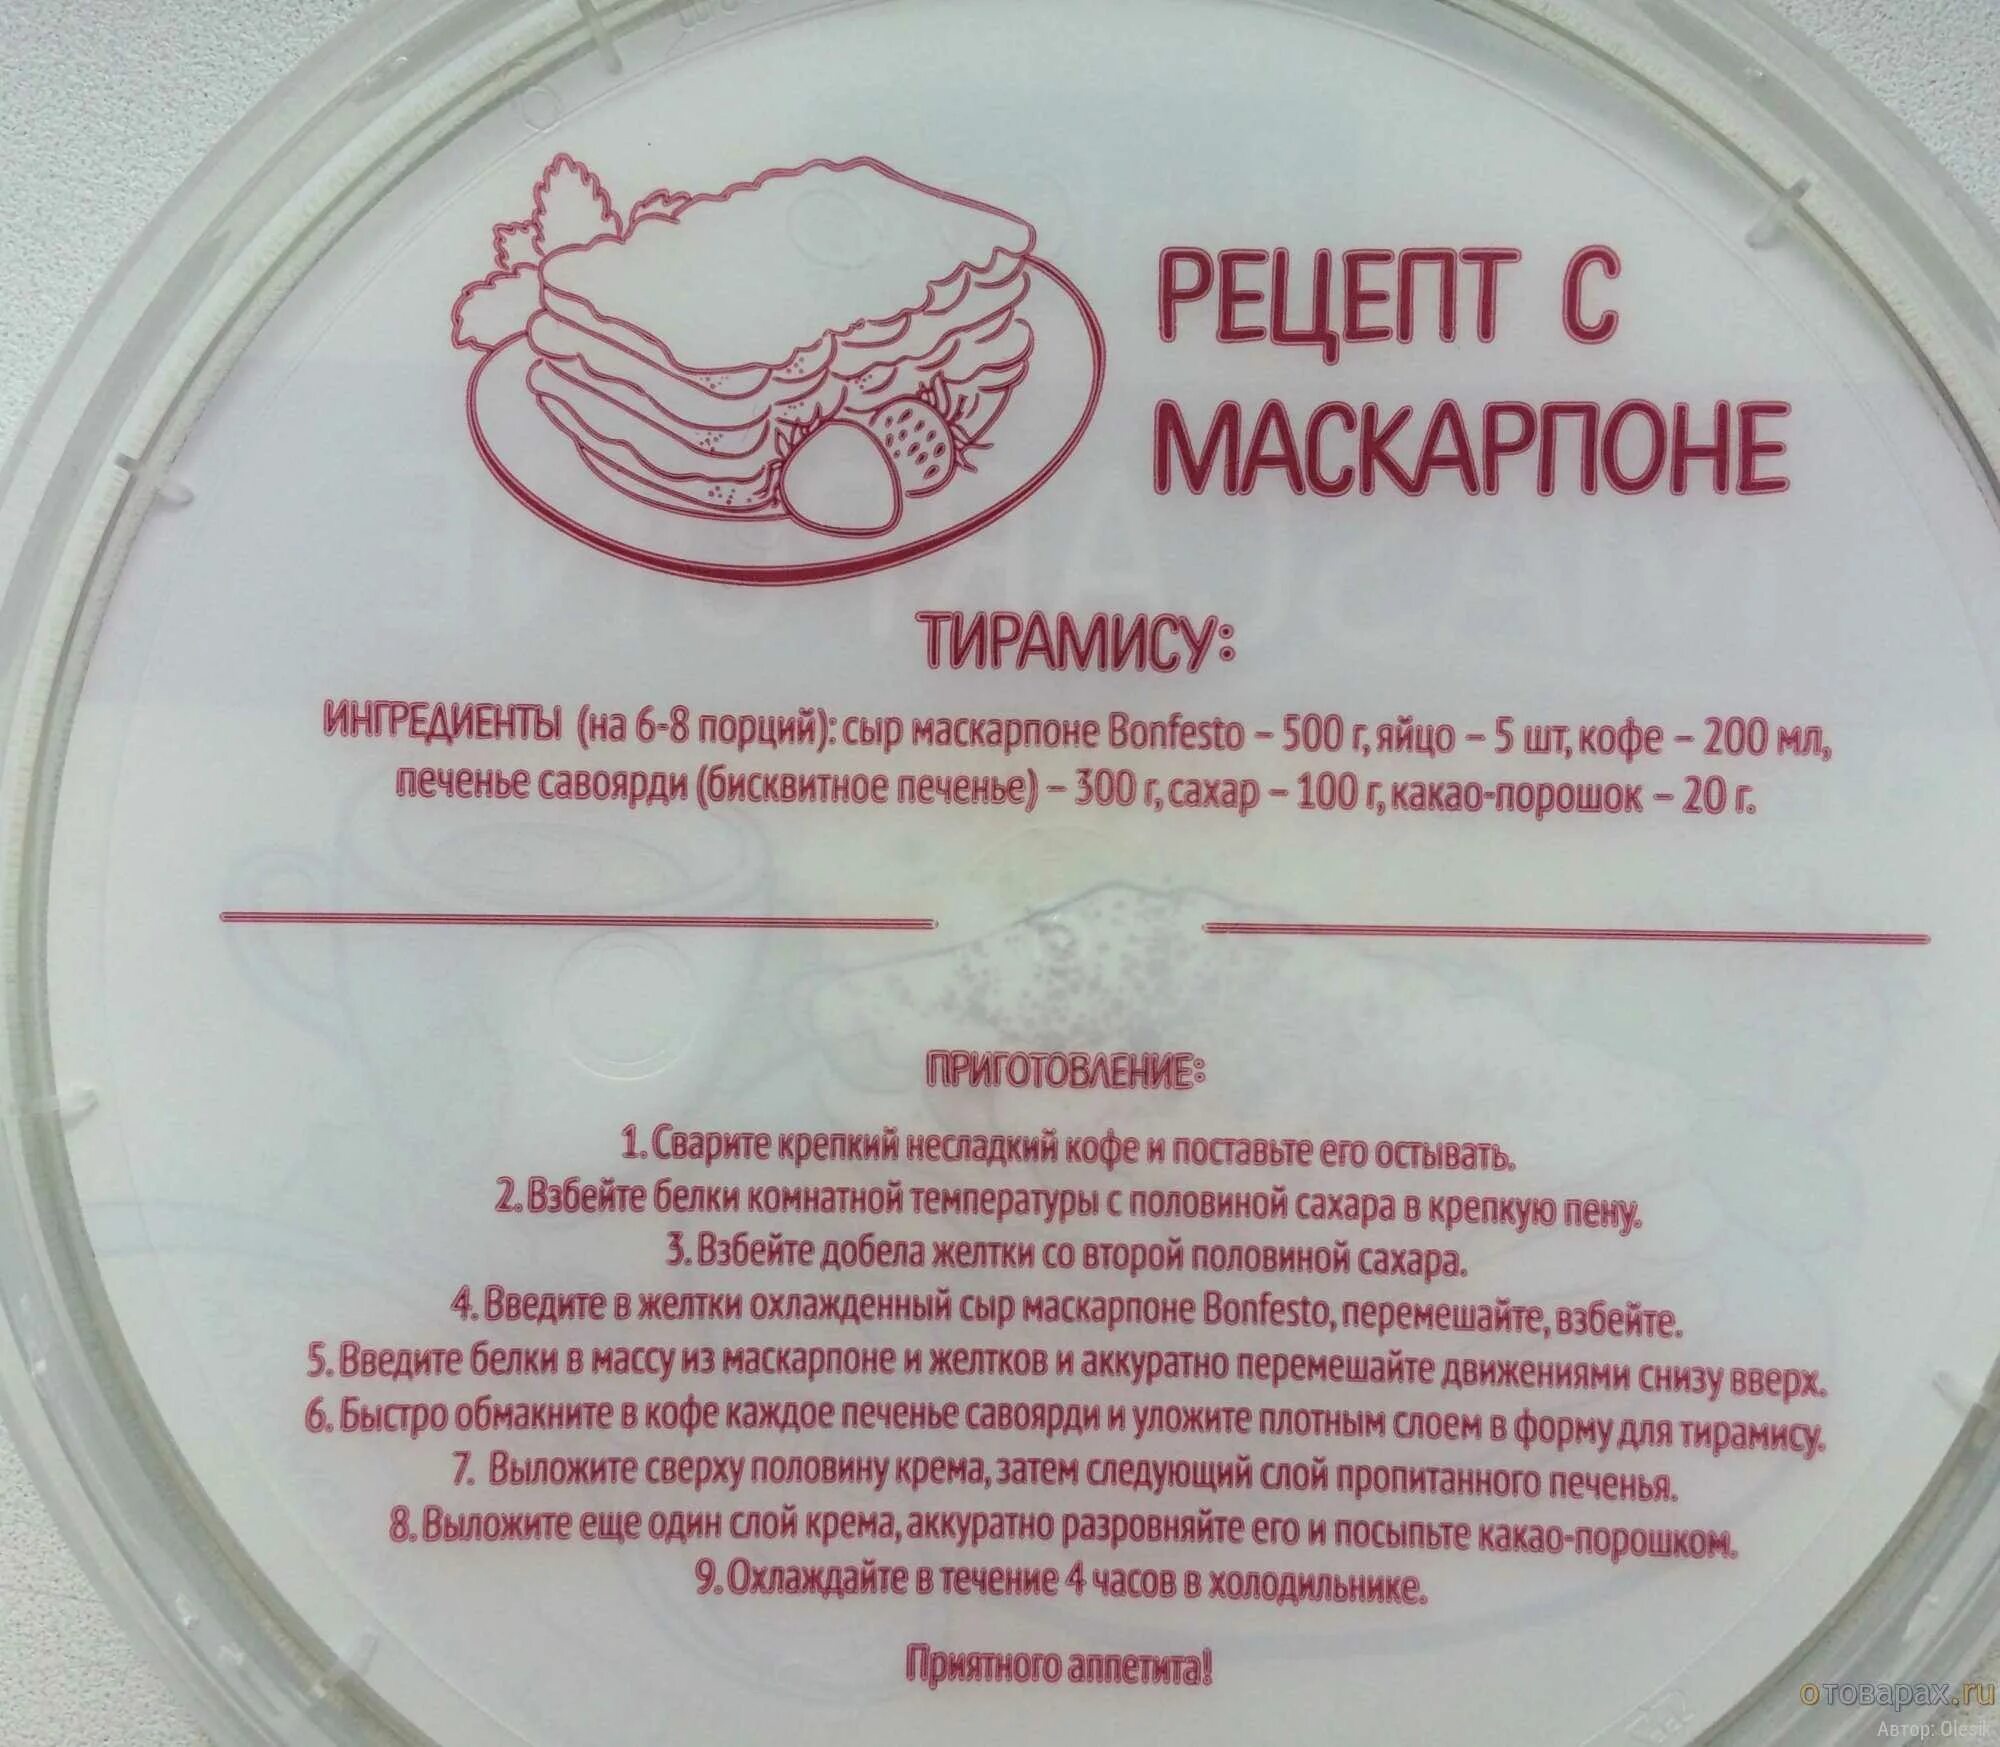 РЕЦЕПТ С
МАСКАРПОНЕ
ТИРАМИСУ:
ИНГРЕДИЕНТЫ (на 6-8 порций): сыр маскарпоне Bonfesto – 500 г, яйцо – 5 шт, кофе – 200 мл,
печенье савоярди (бисквитное печенье) – 300 г, сахар – 100 г, какао-порошок – 20 г.
ПРИГОТОВЛЕНИЕ:
1. Сварите крепкий несладкий кофе и поставьте его остывать.
2. Взбейте белки комнатной температуры с половиной сахара в крепкую пену.
3. Взбейте добела желтки со второй половиной сахара.
4. Введите в желтки охлажденный сыр маскарпоне Bonfesto, перемешайте, взбейте.
5. Введите белки в массу из маскарпоне и желтков и аккуратно перемешайте движениями снизу вверх.
6. Быстро обмакните в кофе каждое печенье савоярди и уложите плотным слоем в форму для тирамису.
7. Выложите сверху половину крема, затем следующий слой пропитанного печенья.
8. Выложите еще один слой крема, аккуратно разровняйте его и посыпьте какао-порошком.
9. Охлаждайте в течение 4 часов в холодильнике.
Приятного аппетита!
отоварах.ru
Автор: Olesik